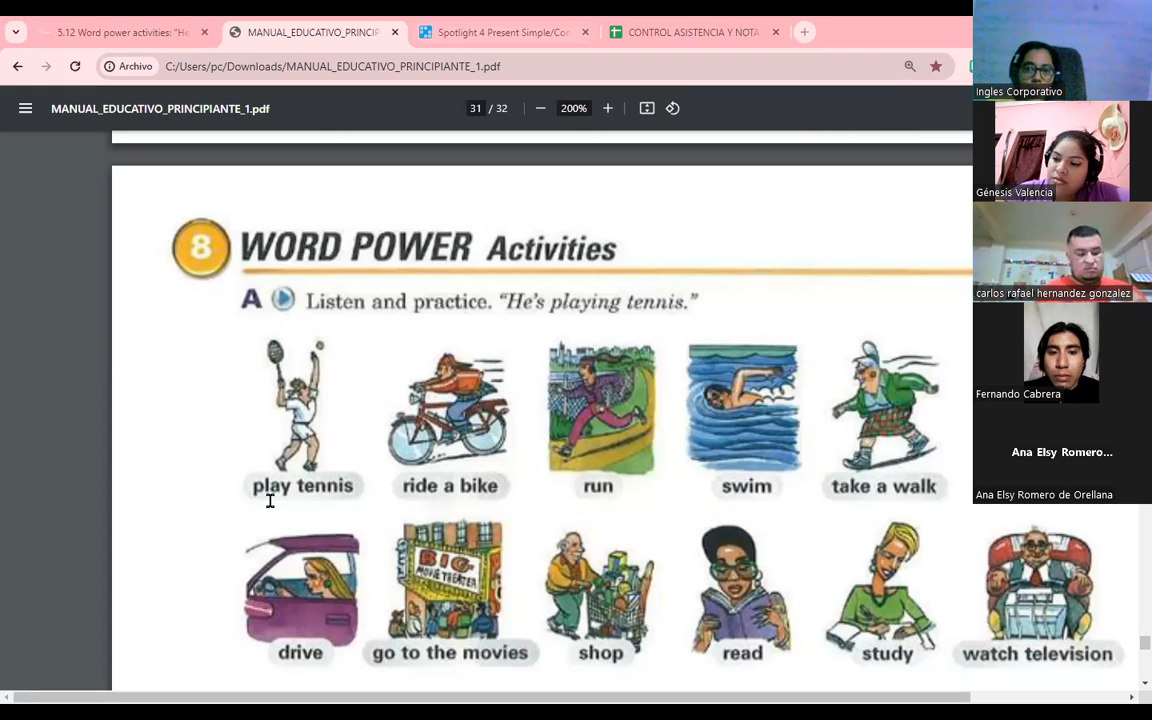 5.12 Word power activities: "He
MANUAL_EDUCATIVO_PRINCIP
Spotlight 4 Present Simple/Con
CONTROL ASISTENCIA Y NOTA
Archivo
C:/Users/pc/Downloads/MANUAL_EDUCATIVO_PRINCIPIANTE_1.pdf
MANUAL_EDUCATIVO_PRINCIPIANTE_1.pdf
31 / 32
200%
8 WORD POWER Activities
A Listen and practice. "He's playing tennis."
play tennis
ride a bike
run
swim
take a walk
BIG
MOVIE THEATER
drive
go to the movies
shop
read
study
watch television
Ingles Corporativo
Génesis Valencia
carlos rafael hernandez gonzalez
Fernando Cabrera
Ana Elsy Romero...
Ana Elsy Romero de Orellana